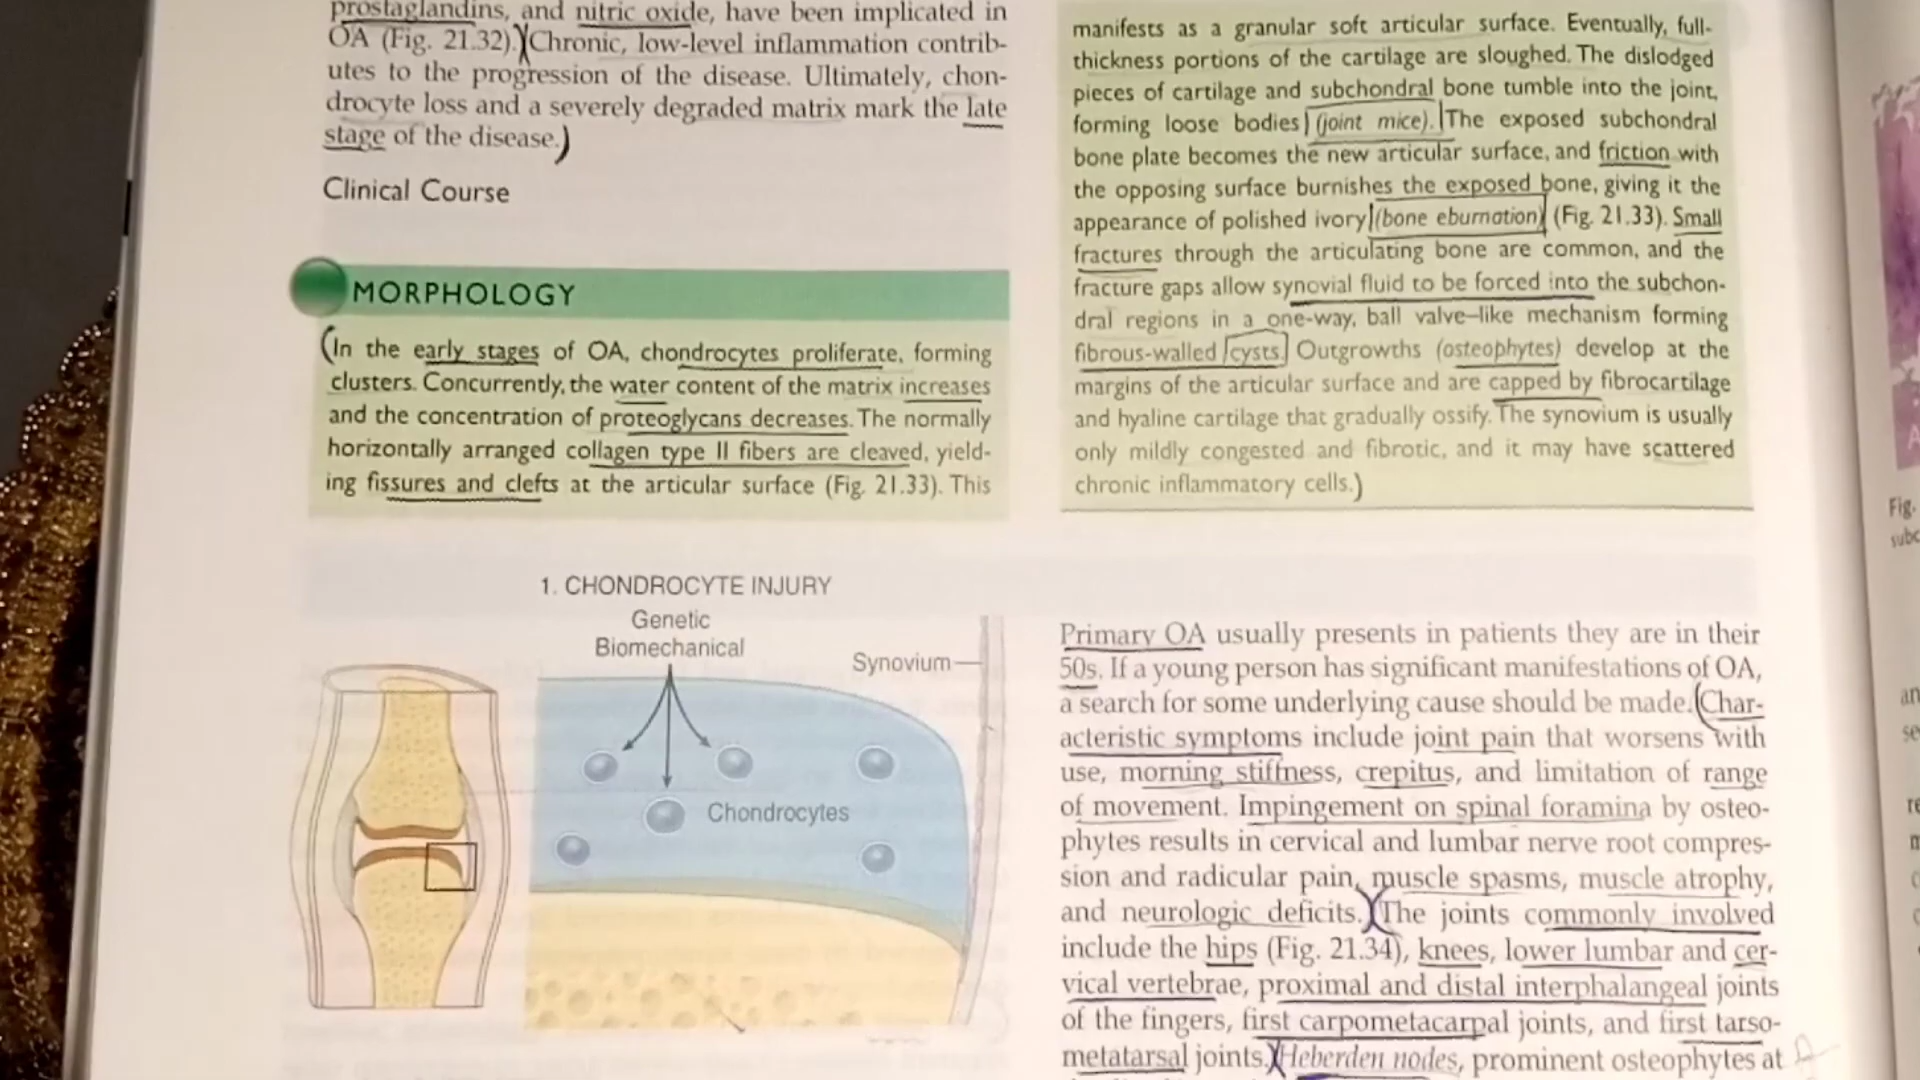 prostaglandins, and nitric oxide, have been implicated in
OA (Fig. 21.32). Chronic, low-level inflammation contrib-
utes to the progression of the disease. Ultimately, chon-
drocyte loss and a severely degraded matrix mark the late
stage of the disease.)
Clinical Course
MORPHOLOGY
(In the early stages of OA, chondrocytes proliferate, forming
clusters. Concurrently, the water content of the matrix increases
and the concentration of proteoglycans decreases. The normally
horizontally arranged collagen type II fibers are cleaved, yield-
ing fissures and clefts at the articular surface (Fig. 21.33). This
manifests as a granular soft articular surface. Eventually, full-
thickness portions of the cartilage are sloughed. The dislodged
pieces of cartilage and subchondral bone tumble into the joint,
forming loose bodies (joint mice). The exposed subchondral
bone plate becomes the new articular surface, and friction with
the opposing surface burnishes the exposed bone, giving it the
appearance of polished ivory (bone eburnation) (Fig. 21.33). Small
fractures through the articulating bone are common, and the
fracture gaps allow synovial fluid to be forced into the subchon-
dral regions in a one-way, ball valve–like mechanism forming
fibrous-walled cysts. Outgrowths (osteophytes) develop at the
margins of the articular surface and are capped by fibrocartilage
and hyaline cartilage that gradually ossify. The synovium is usually
only mildly congested and fibrotic, and it may have scattered
chronic inflammatory cells.)
1. CHONDROCYTE INJURY
Genetic
Biomechanical
Synovium
Chondrocytes
Primary OA usually presents in patients they are in their
50s. If a young person has significant manifestations of OA,
a search for some underlying cause should be made. (Char-
acteristic symptoms include joint pain that worsens with
use, morning stiffness, crepitus, and limitation of range
of movement. Impingement on spinal foramina by osteo-
phytes results in cervical and lumbar nerve root compres-
sion and radicular pain, muscle spasms, muscle atrophy,
and neurologic deficits.) The joints commonly involved
include the hips (Fig. 21.34), knees, lower lumbar and cer-
vical vertebrae, proximal and distal interphalangeal joints
of the fingers, first carpometacarpal joints, and first tarso-
metatarsal joints. Heberden nodes, prominent osteophytes at
Fig.